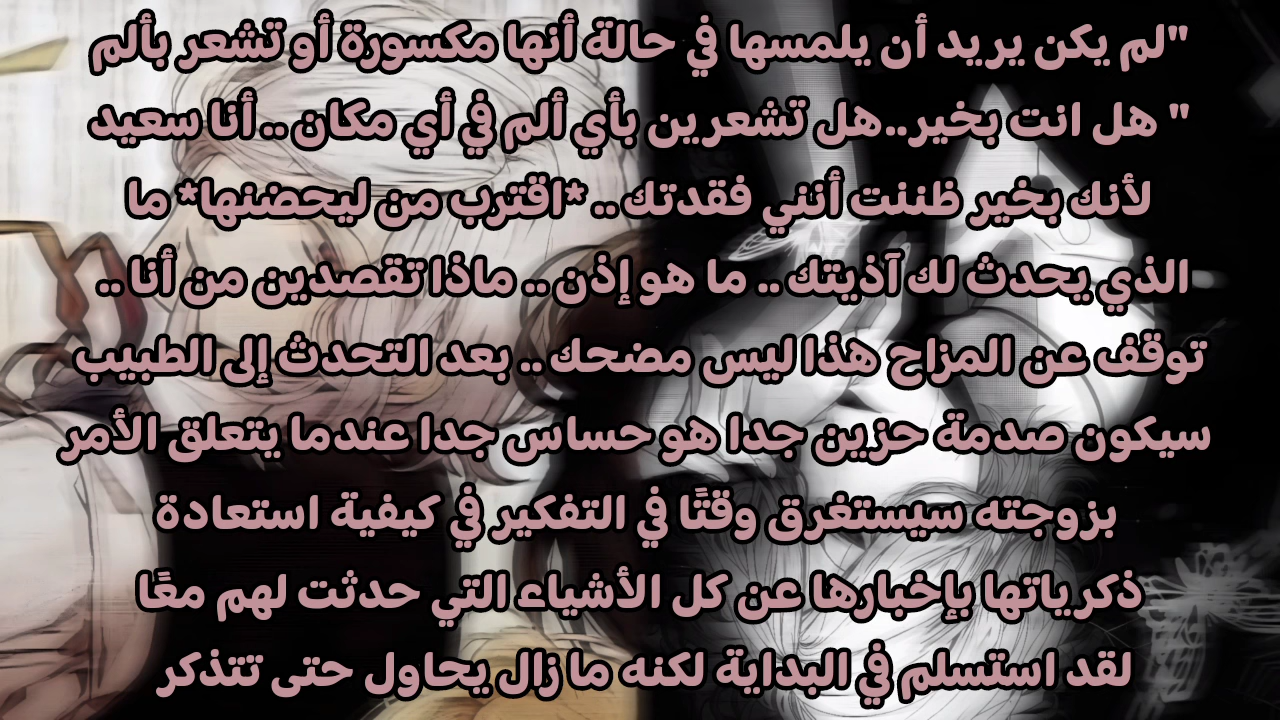 "لم يكن يريد أن يلمسها في حالة أنها مكسورة أو تشعر بألم
" هل انت بخير..هل تشعرين بأي ألم في أي مكان .. أنا سعيد
لأنك بخير ظننت أنني فقدتك .. *اقترب من ليحضنها* ما
الذي يحدث لك آذيتك .. ما هو إذن .. ماذا تقصدين من أنا ..
توقف عن المزاح هذا ليس مضحك .. بعد التحدث إلى الطبيب
سيكون صدمة حزين جدا هو حساس جدا عندما يتعلق الأمر
بزوجته سيستغرق وقتًا في التفكير في كيفية استعادة
ذكرياتها بإخبارها عن كل الأشياء التي حدثت لهم معًا
لقد استسلم في البداية لكنه ما زال يحاول حتى تتذكر